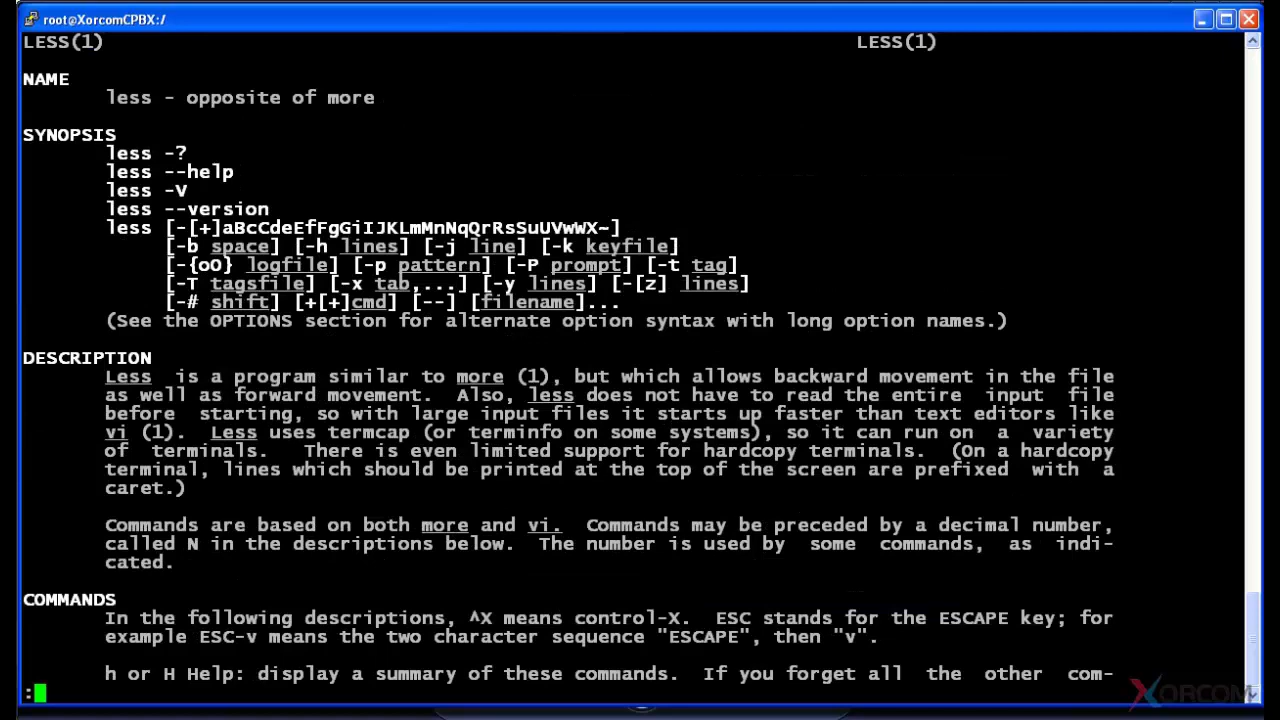 root@XorcomCPBX:/
LESS(1) LESS(1)
NAME
less - opposite of more
SYNOPSIS
less -?
less --help
less -V
less --version
less [-[+]aBcCdeEfFgGiIJKLmMnNqQrRsSuUVwWX~]
[-b space] [-h lines] [-j line] [-k keyfile]
[-{oO} logfile] [-p pattern] [-P prompt] [-t tag]
[-T tagsfile] [-x tab,...] [-y lines] [-[z] lines]
[-# shift] [+[+]cmd] [--] [filename]...
(See the OPTIONS section for alternate option syntax with long option names.)
DESCRIPTION
Less is a program similar to more (1), but which allows backward movement in the file
as well as forward movement. Also, less does not have to read the entire input file
before starting, so with large input files it starts up faster than text editors like
vi (1). Less uses termcap (or terminfo on some systems), so it can run on a variety
of terminals. There is even limited support for hardcopy terminals. (On a hardcopy
terminal, lines which should be printed at the top of the screen are prefixed with a
caret.)
Commands are based on both more and vi. Commands may be preceded by a decimal number,
called N in the descriptions below. The number is used by some commands, as indi-
cated.
COMMANDS
In the following descriptions, ^X means control-X. ESC stands for the ESCAPE key; for
example ESC-v means the two character sequence "ESCAPE", then "v".
h or H Help: display a summary of these commands. If you forget all the other com-
:
XORCOM